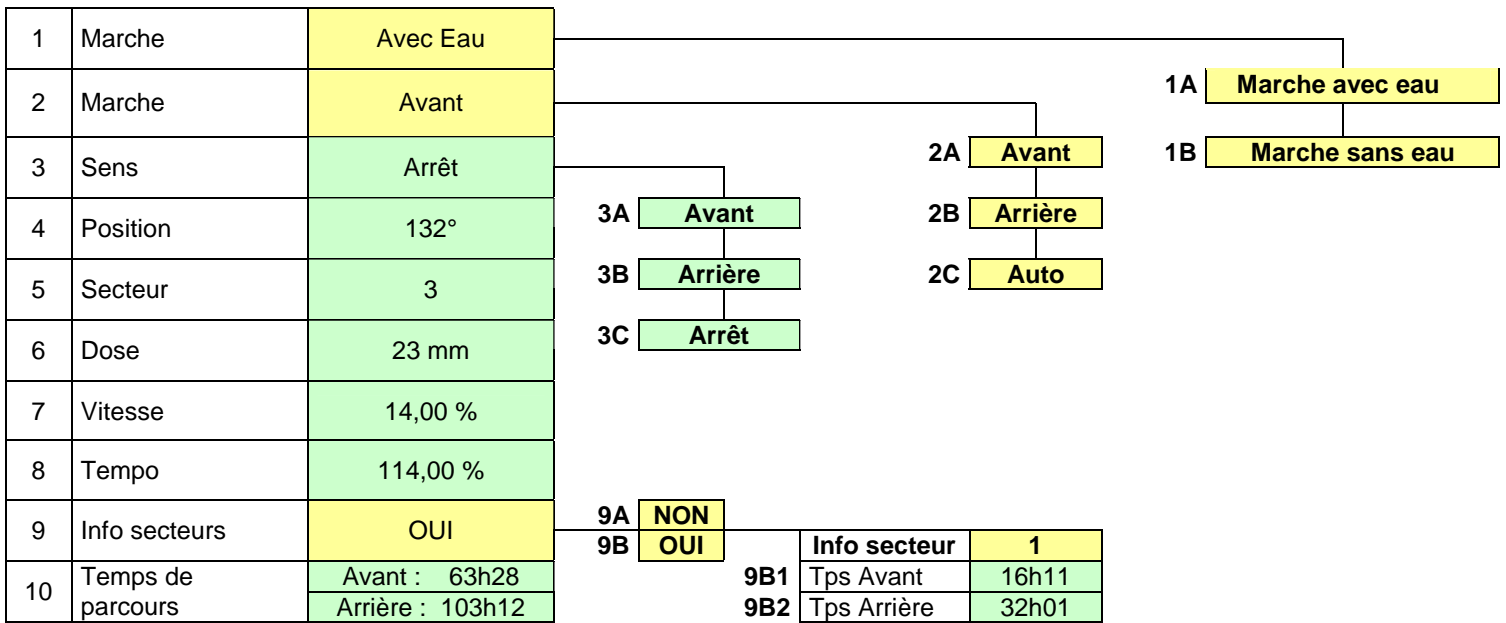 1 Marche Avec Eau
1A Marche avec eau
2 Marche Avant
2A Avant 1B Marche sans eau
3 Sens Arrêt
3A Avant 2B Arrière
4 Position 132°
3B Arrière 2C Auto
5 Secteur 3
3C Arrêt
6 Dose 23 mm
7 Vitesse 14,00 %
8 Tempo 114,00 %
9A NON
9 Info secteurs OUI
9B OUI Info secteur 1
10 Temps de parcours
Avant : 63h28 9B1 Tps Avant 16h11
Arrière : 103h12 9B2 Tps Arrière 32h01